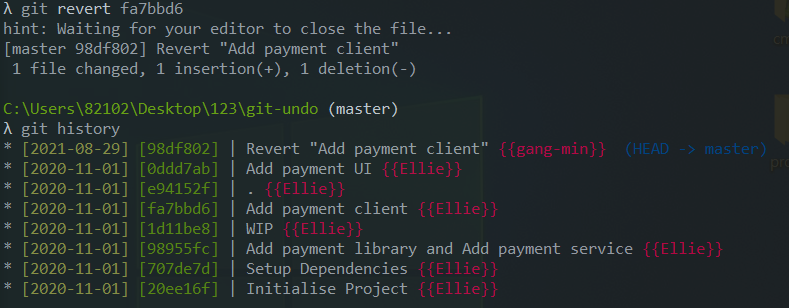 λ git revert fa7bbd6
hint: Waiting for your editor to close the file...
[master 98df802] Revert "Add payment client"
 1 file changed, 1 insertion(+), 1 deletion(-)
C:\Users\82102\Desktop\123\git-undo (master)
λ git history
* [2021-08-29] [98df802] | Revert "Add payment client" {{gang-min}}  (HEAD -> master)
* [2020-11-01] [0ddd7ab] | Add payment UI {{Ellie}}
* [2020-11-01] [e94152f] | . {{Ellie}}
* [2020-11-01] [fa7bbd6] | Add payment client {{Ellie}}
* [2020-11-01] [1d11be8] | WIP {{Ellie}}
* [2020-11-01] [98955fc] | Add payment library and Add payment service {{Ellie}}
* [2020-11-01] [707de7d] | Setup Dependencies {{Ellie}}
* [2020-11-01] [20ee16f] | Initialise Project {{Ellie}}